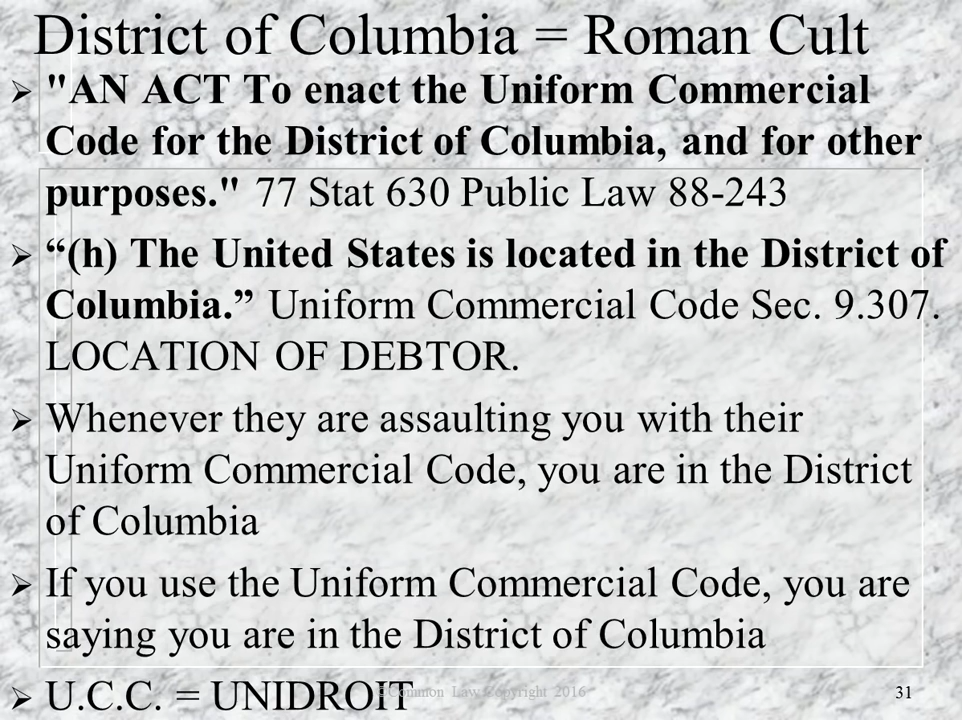 District of Columbia = Roman Cult
➢ "AN ACT To enact the Uniform Commercial
Code for the District of Columbia, and for other
purposes." 77 Stat 630 Public Law 88-243
➢ “(h) The United States is located in the District of
Columbia.” Uniform Commercial Code Sec. 9.307.
LOCATION OF DEBTOR.
➢ Whenever they are assaulting you with their
Uniform Commercial Code, you are in the District
of Columbia
➢ If you use the Uniform Commercial Code, you are
saying you are in the District of Columbia
➢ U.C.C. = UNIDROIT
©Common Law Copyright 2016
31